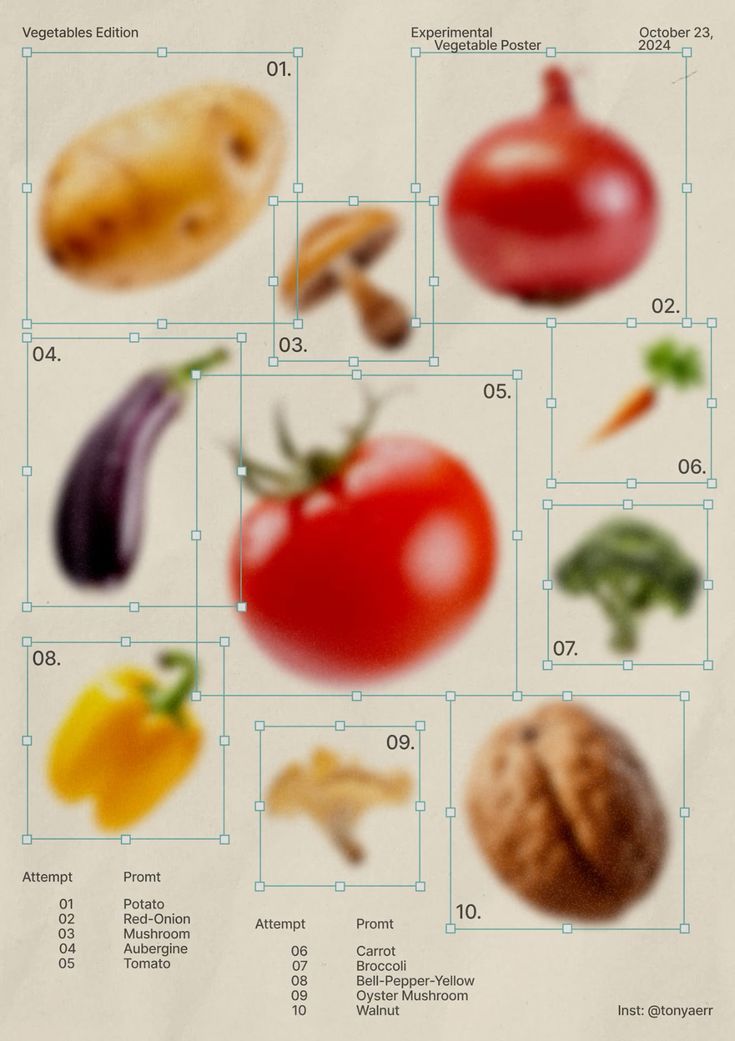 Vegetables Edition
Experimental
Vegetable Poster
October 23,
2024
01.
02.
03.
04.
05.
06.
07.
08.
09.
10.
Attempt Promt
01 Potato
02 Red-Onion
03 Mushroom
04 Aubergine
05 Tomato
Attempt Promt
06 Carrot
07 Broccoli
08 Bell-Pepper-Yellow
09 Oyster Mushroom
10 Walnut
Inst: @tonyaerr